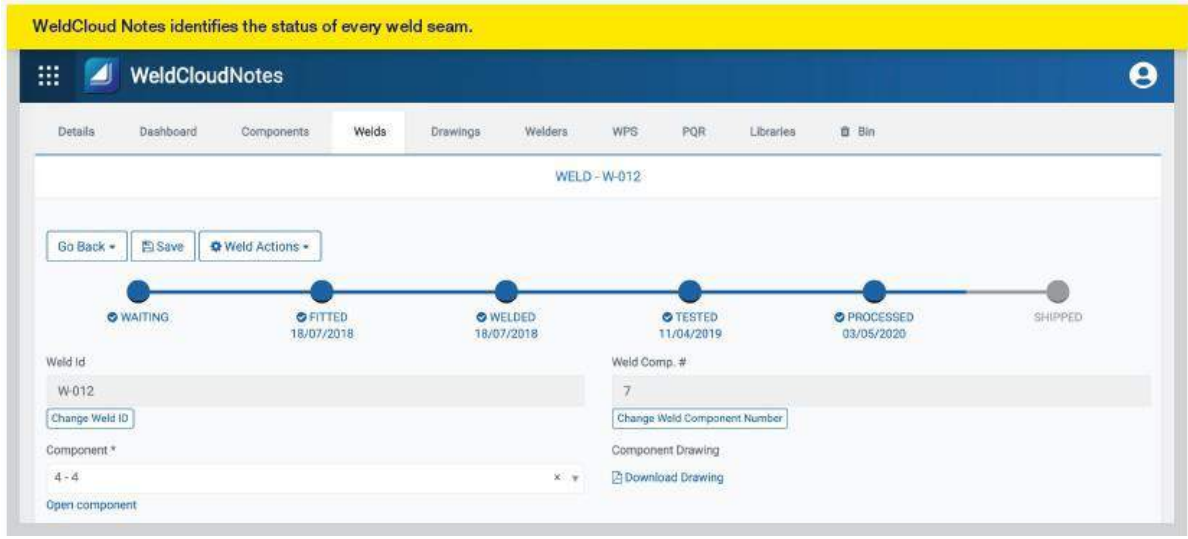 WeldCloud Notes identifies the status of every weld seam.
WeldCloudNotes
Details Dashboard Components Welds Drawings Welders WPS PQR Libraries Bin
WELD - W-012
Go Back Save Weld Actions
WAITING FITTED WELDED TESTED PROCESSED SHIPPED
18/07/2018 18/07/2018 11/04/2019 03/05/2020
Weld Id Weld Comp. #
W-012 7
Change Weld ID Change Weld Component Number
Component * Component Drawing
4 - 4 × Download Drawing
Open component